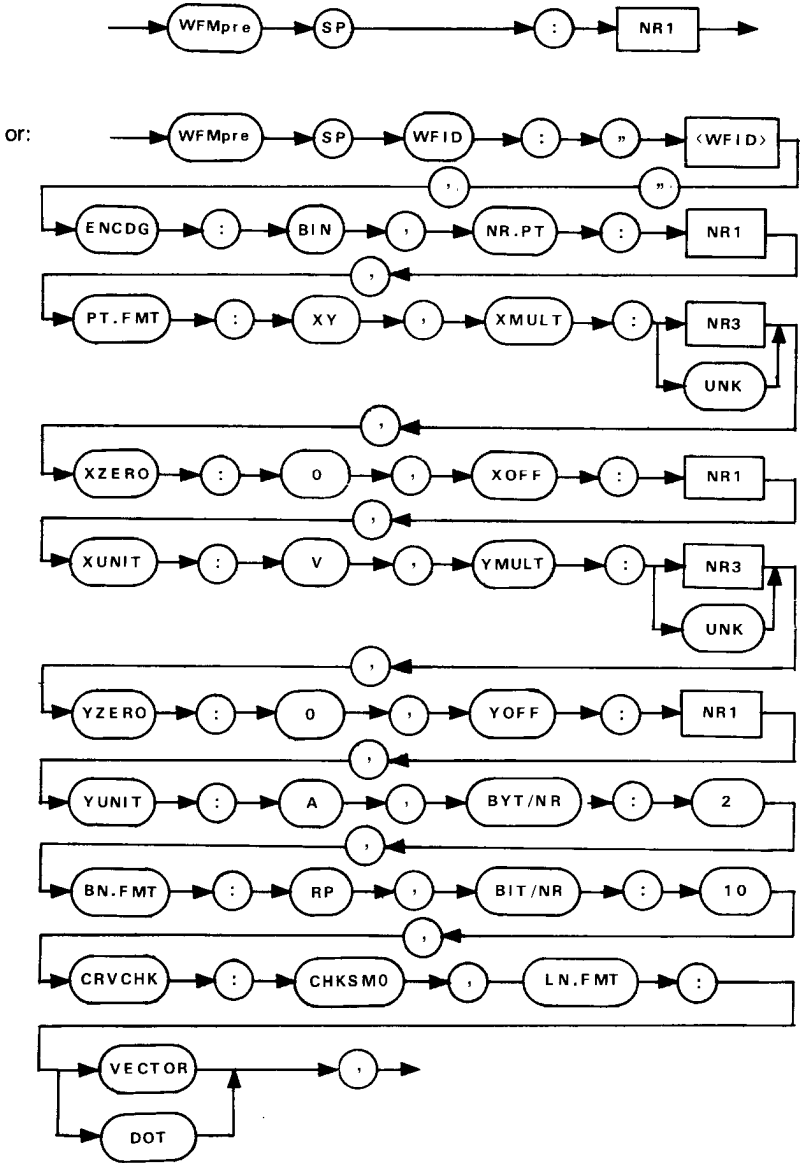 WFMpre SP : NR1
or: WFMpre SP WFID : " <WFID>
, "
ENCDG : BIN , NR.PT : NR1
,
PT.FMT : XY , XMULT : NR3
UNK
,
XZERO : 0 , XOFF : NR1
,
XUNIT : V , YMULT : NR3
UNK
,
YZERO : 0 , YOFF : NR1
,
YUNIT : A , BYT/NR : 2
,
BN.FMT : RP , BIT/NR : 10
,
CRVCHK : CHKSM0 , LN.FMT :
VECTOR ,
DOT